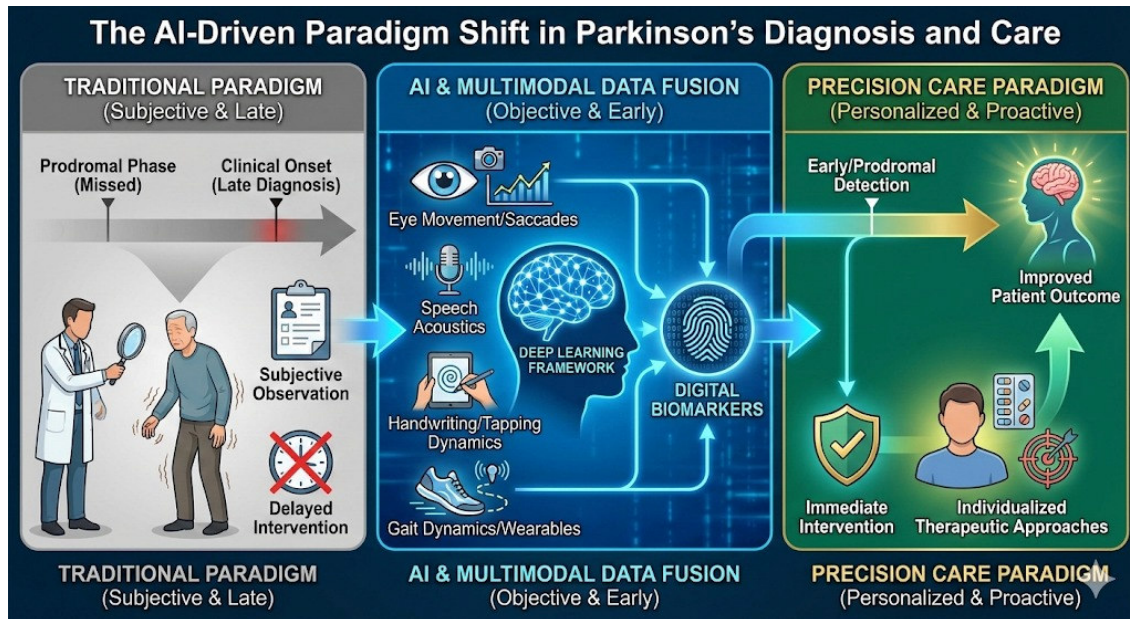 The AI-Driven Paradigm Shift in Parkinson's Diagnosis and Care
TRADITIONAL PARADIGM
(Subjective & Late)
Prodromal Phase
(Missed)
Clinical Onset
(Late Diagnosis)
Subjective
Observation
Delayed
Intervention
AI & MULTIMODAL DATA FUSION
(Objective & Early)
Eye Movement/Saccades
Speech
Acoustics
Handwriting/Tapping
Dynamics
Gait Dynamics/Wearables
DEEP LEARNING
FRAMEWORK
DIGITAL
BIOMARKERS
PRECISION CARE PARADIGM
(Personalized & Proactive)
Early/Prodromal
Detection
Improved
Patient Outcome
Immediate
Intervention
Individualized
Therapeutic Approaches
TRADITIONAL PARADIGM
(Subjective & Late)
AI & MULTIMODAL DATA FUSION
(Objective & Early)
PRECISION CARE PARADIGM
(Personalized & Proactive)